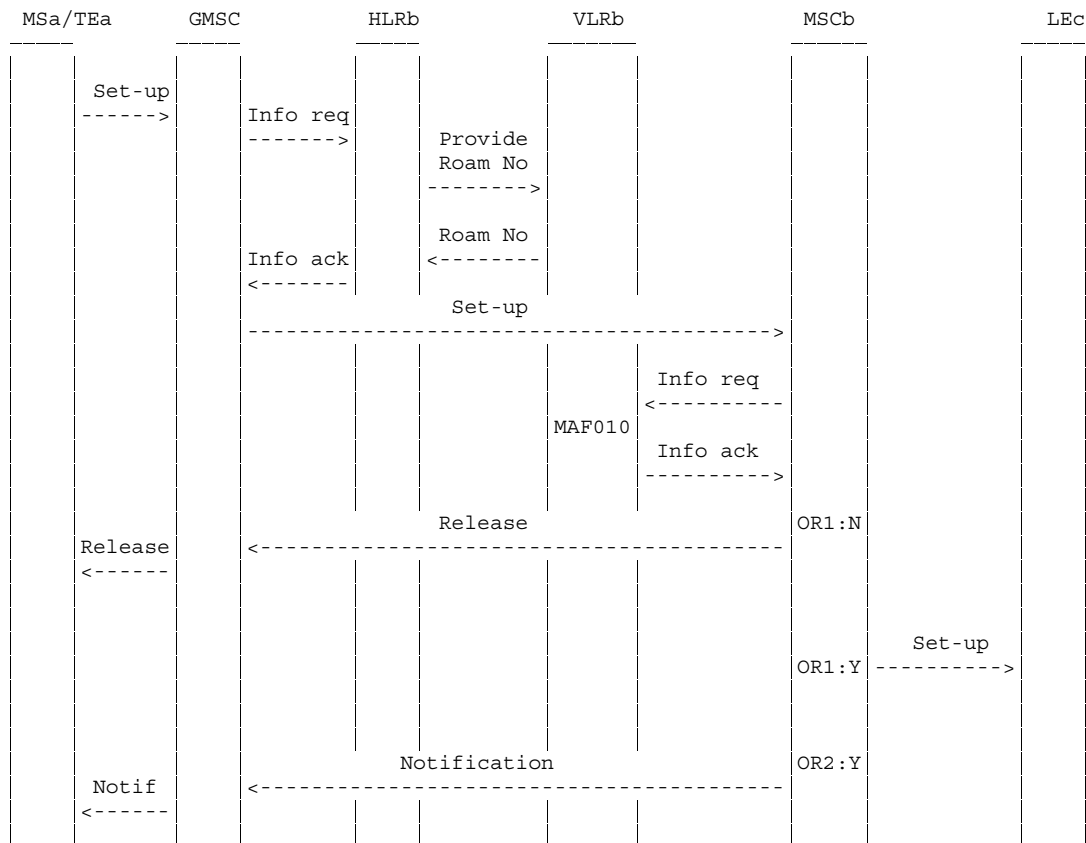 MSa/TEa GMSC HLRb VLRb MSCb LEc
Set-up
------> Info req
-------> Provide
Roam No
-------->
Roam No
Info ack <--------
<-------
Set-up
----------------------------------------->
Info req
<----------
MAF010
Info ack
---------->
Release OR1:N
Release <-----------------------------------------
<------
Set-up
OR1:Y ---------->
Notification OR2:Y
Notif <-----------------------------------------
<------